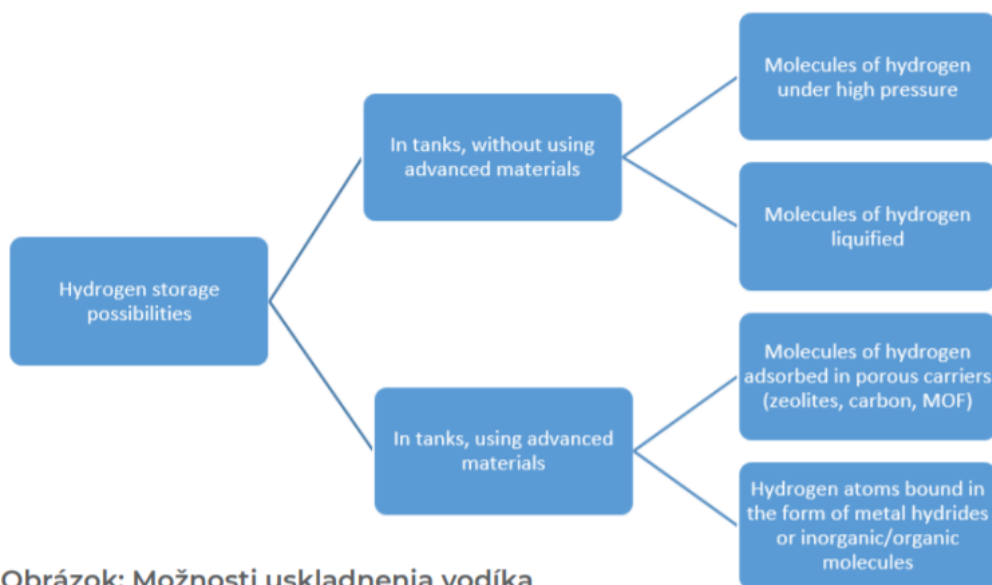 Hydrogen storage
possibilities
In tanks, without using
advanced materials
Molecules of hydrogen
under high pressure
Molecules of hydrogen
liquified
In tanks, using advanced
materials
Molecules of hydrogen
adsorbed in porous carriers
(zeolites, carbon, MOF)
Hydrogen atoms bound in
the form of metal hydrides
or inorganic/organic
molecules
Obrázok: Možnosti uskladnenia vodíka